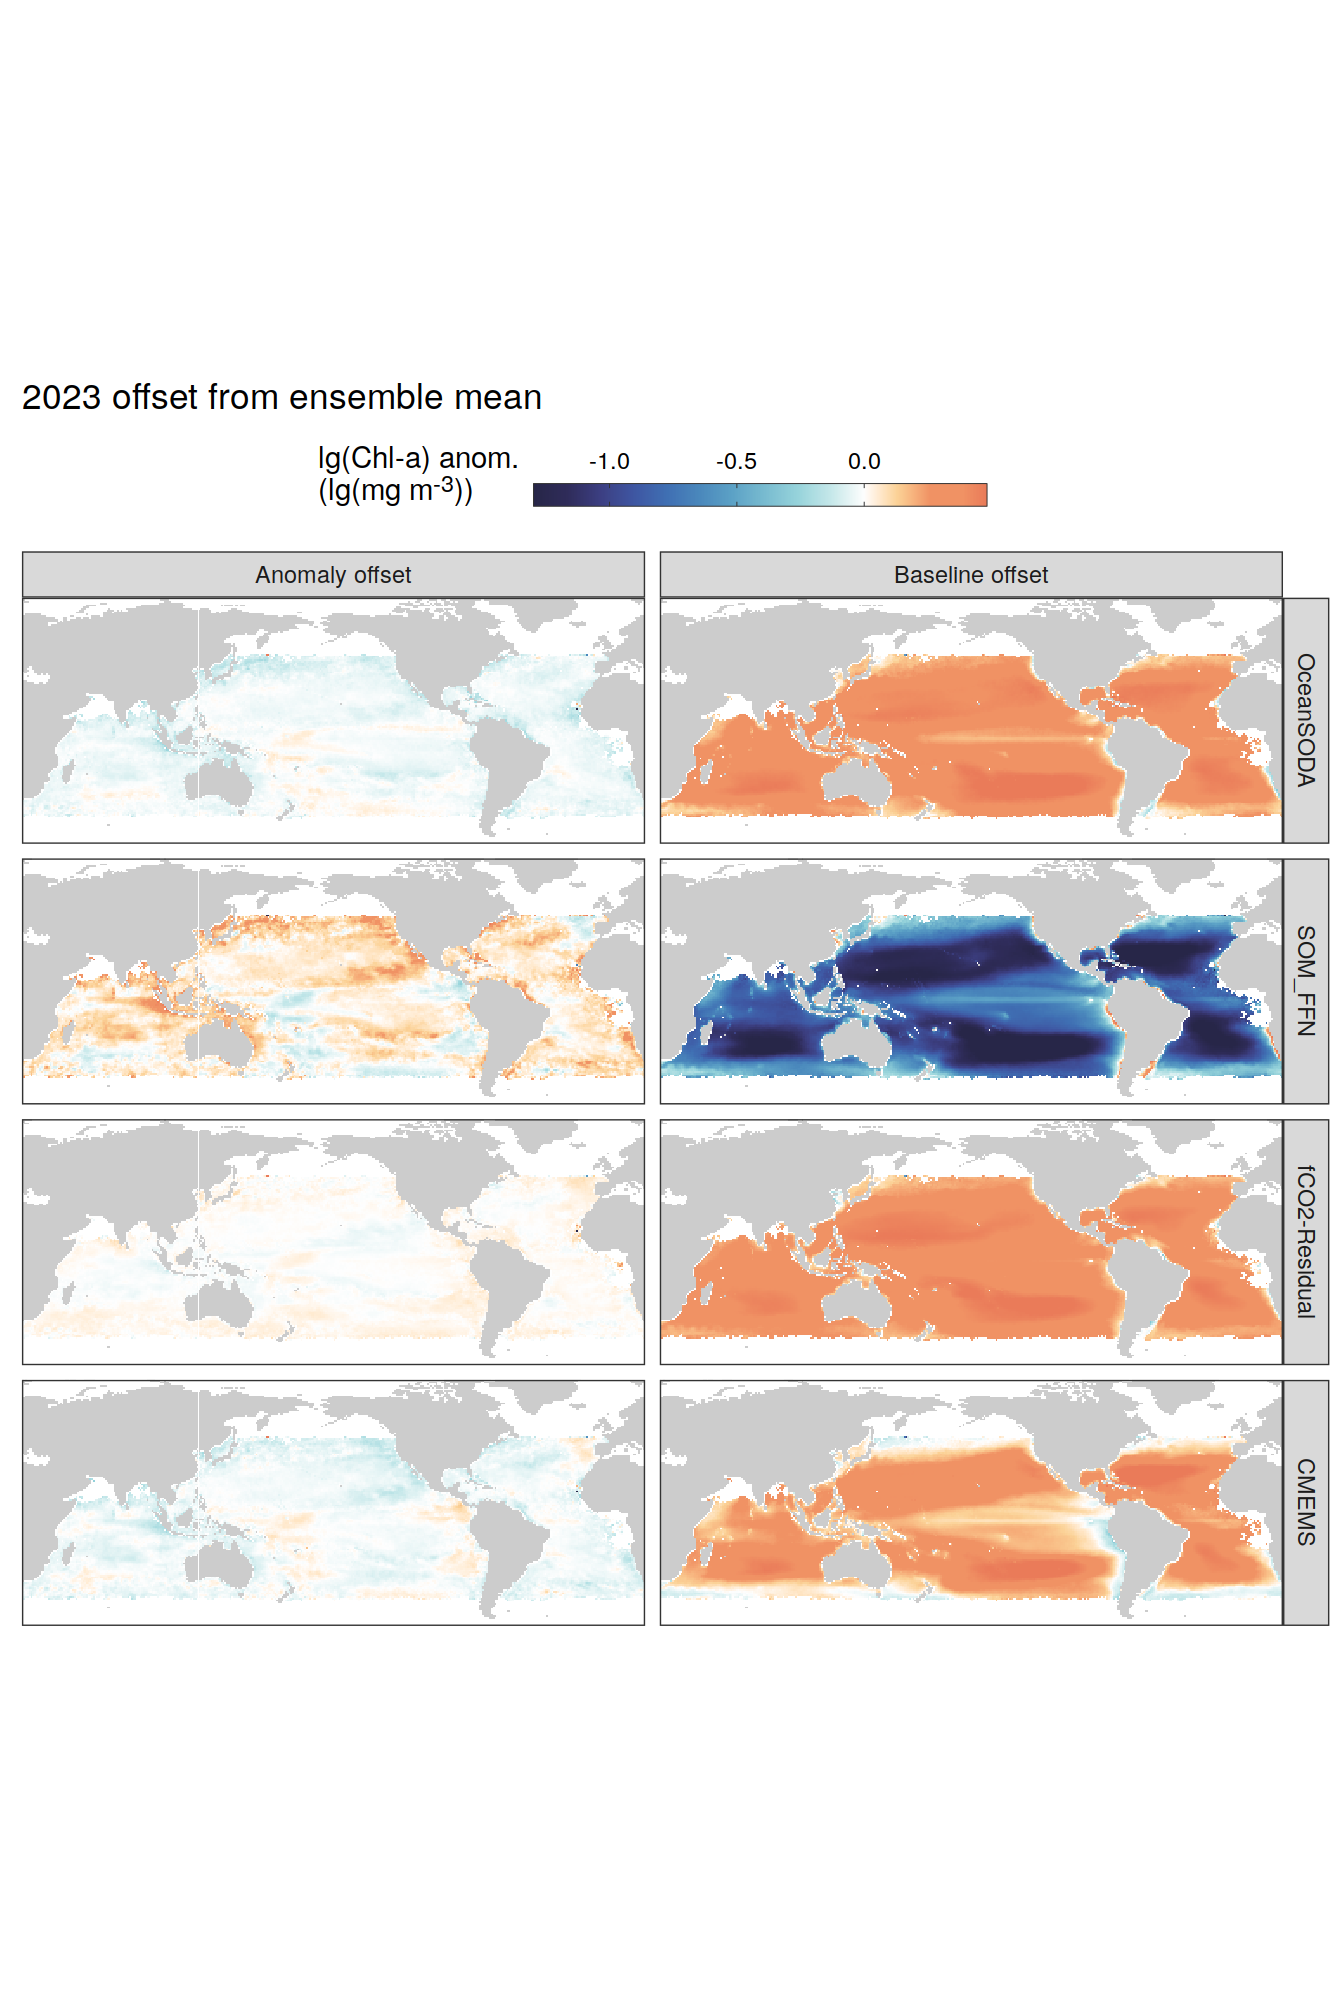 2023 offset from ensemble mean
lg(Chl-a) anom.
(lg(mg m-3))
-1.0 -0.5 0.0
Anomaly offset
Baseline offset
OceanSODA
SOM_FFN
fCO2-Residual
CMEMS